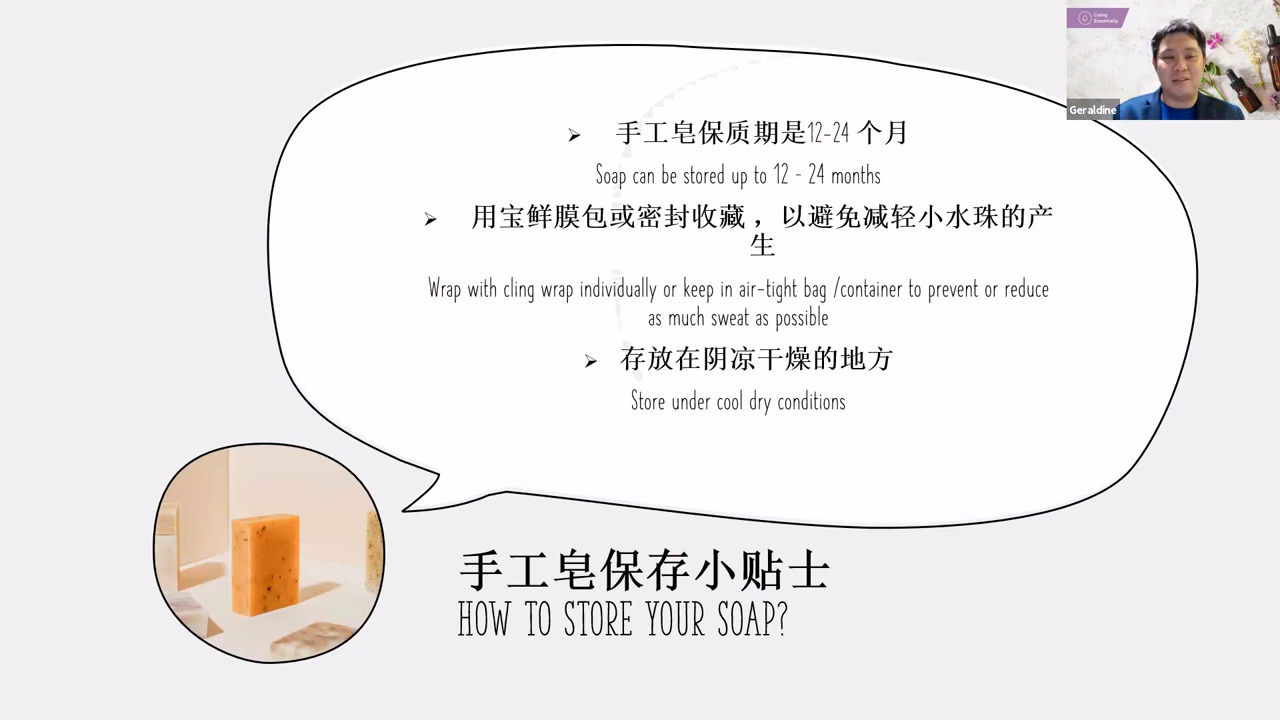 Living
Essentially
Geraldine
➢ 手工皂保质期是12-24 个月
Soap can be stored up to 12 - 24 months
➢ 用宝鲜膜包或密封收藏 ，以避免减轻小水珠的产
生
Wrap with cling wrap individually or keep in air-tight bag /container to prevent or reduce
as much sweat as possible
➢ 存放在阴凉干燥的地方
Store under cool dry conditions
手工皂保存小贴士
HOW TO STORE YOUR SOAP?